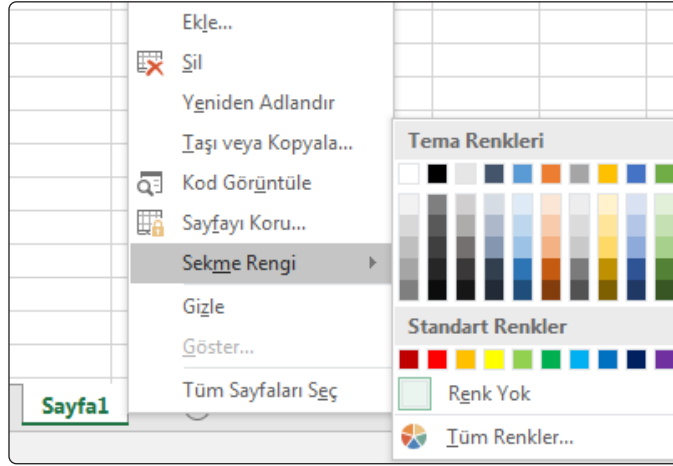 Ekle...
Sil
Yeniden Adlandır
Taşı veya Kopyala...
Kod Görüntüle
Sayfayı Koru...
Sekme Rengi
Gizle
Göster...
Tüm Sayfaları Seç
Tema Renkleri
Standart Renkler
Renk Yok
Tüm Renkler...
Sayfa1